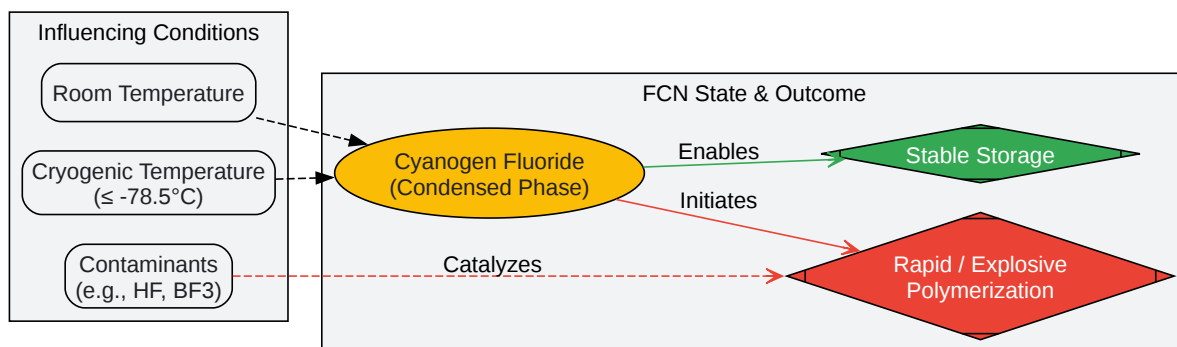 Influencing Conditions
Room Temperature
Cryogenic Temperature
(≤ -78.5°C)
Contaminants
(e.g., HF, BF3)
FCN State & Outcome
Cyanogen Fluoride
(Condensed Phase)
Enables
Initiates
Catalyzes
Stable Storage
Rapid / Explosive
Polymerization